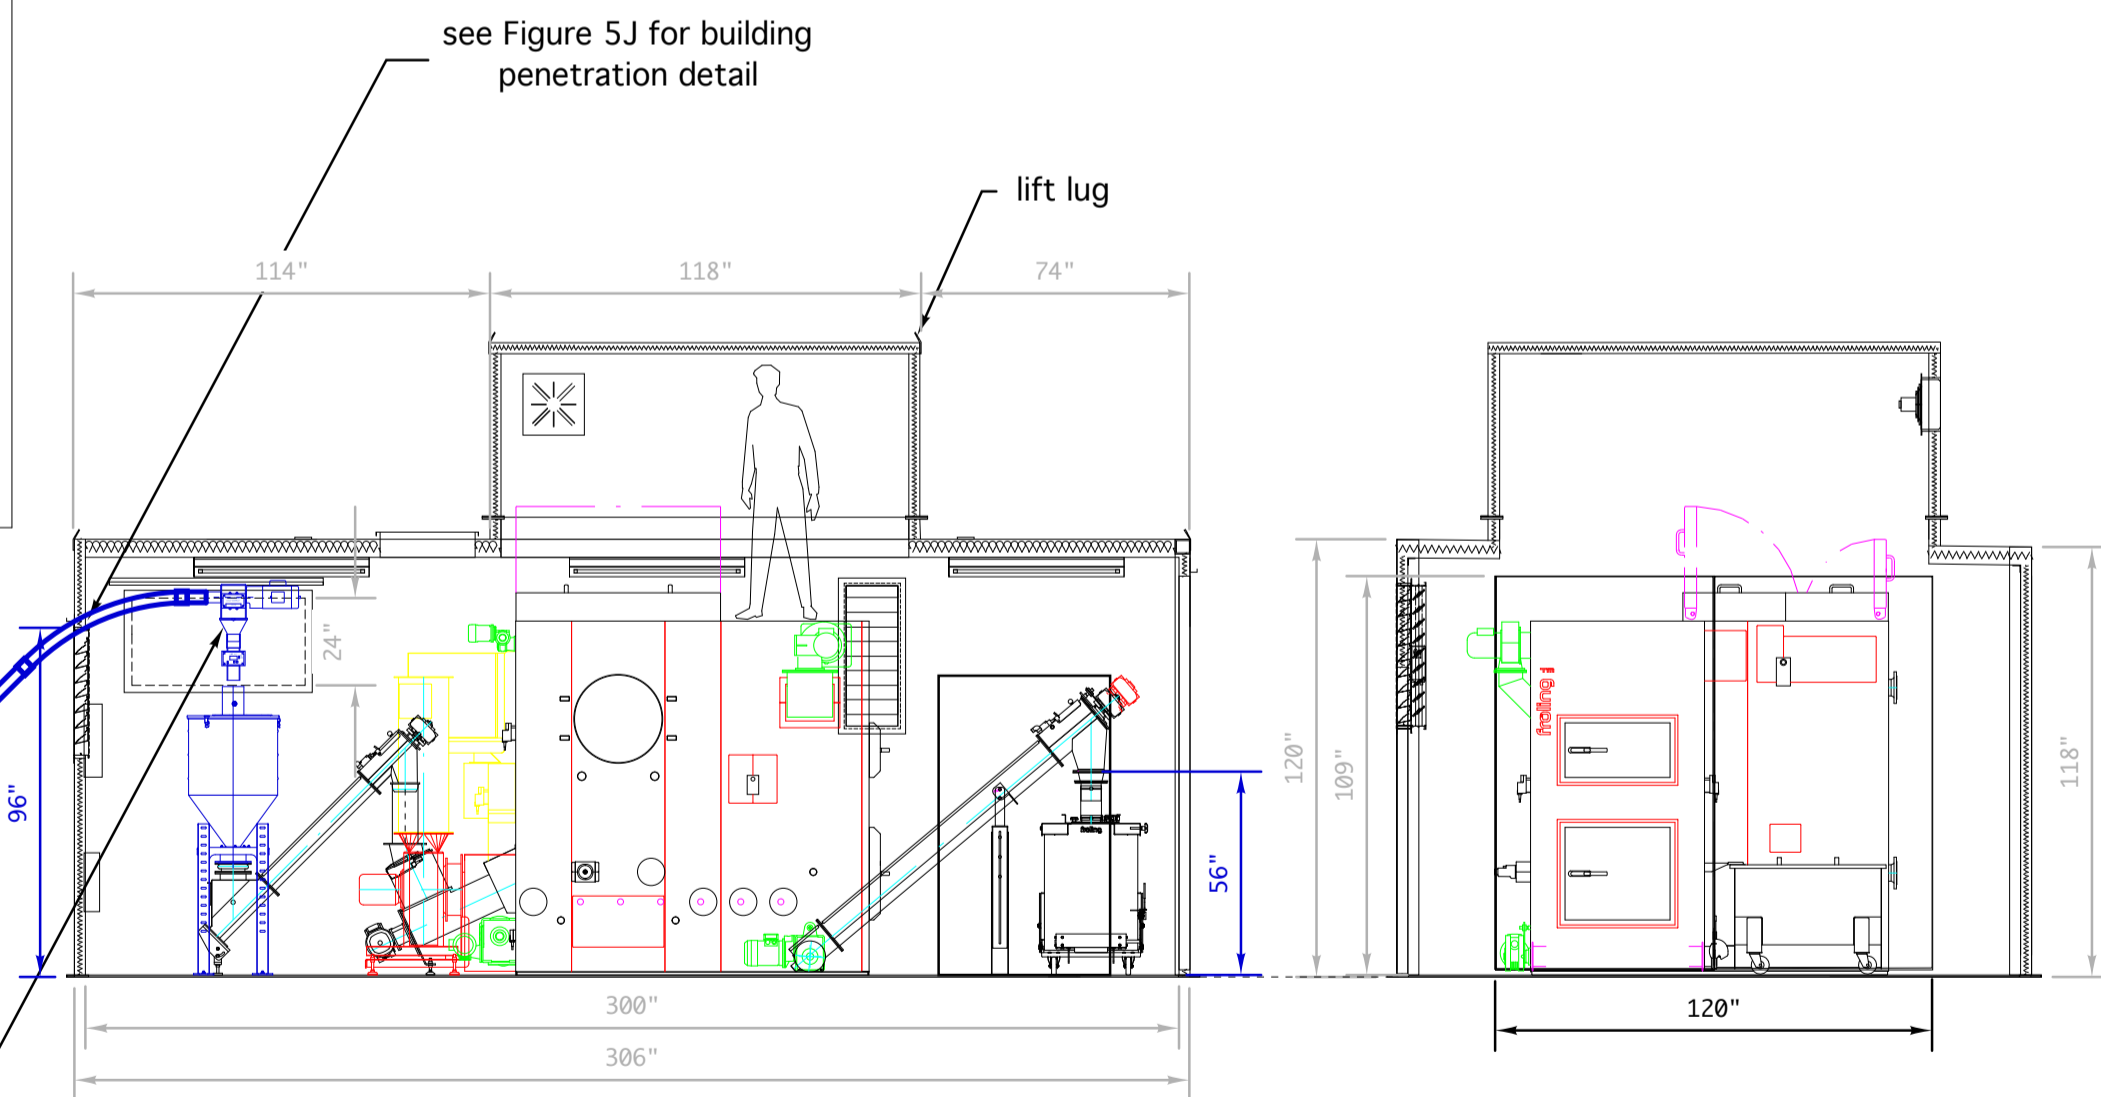 see Figure 5J for building
penetration detail
lift lug
114"
118"
74"
24"
96"
56"
120"
109"
118"
froling
froling
300"
306"
120"